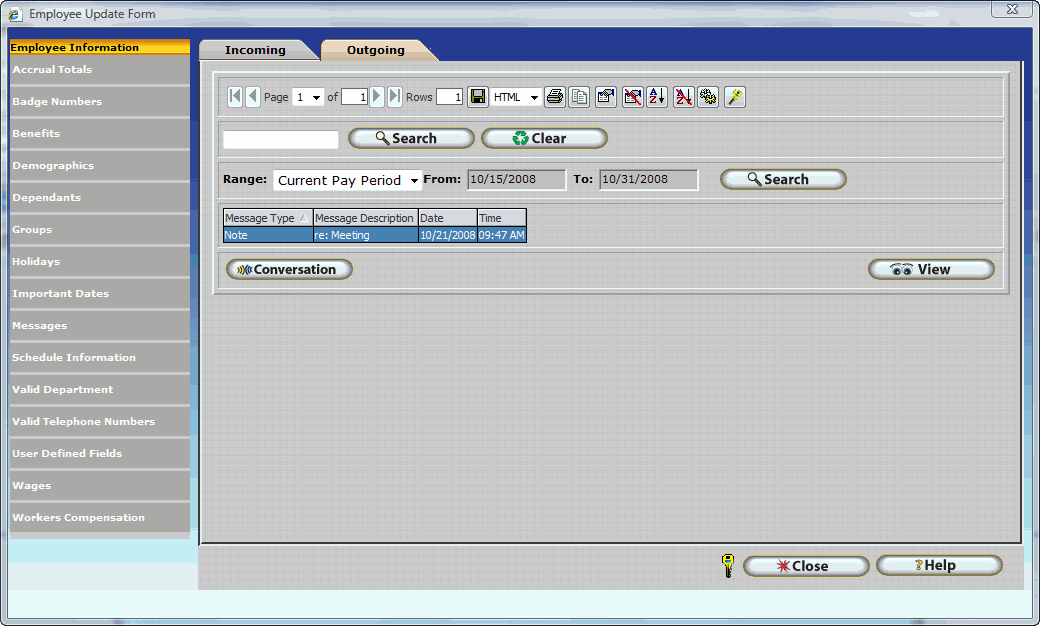 Employee Update Form
Employee Information
Accrual Totals
Badge Numbers
Benefits
Demographics
Dependants
Groups
Holidays
Important Dates
Messages
Schedule Information
Valid Department
Valid Telephone Numbers
User Defined Fields
Wages
Workers Compensation
Incoming Outgoing
Page 1 of 1 Rows 1 HTML
Search Clear
Range: Current Pay Period From: 10/15/2008 To: 10/31/2008 Search
Message Type Message Description Date Time
Note re: Meeting 10/21/2008 09:47 AM
Conversation View
Close ?Help